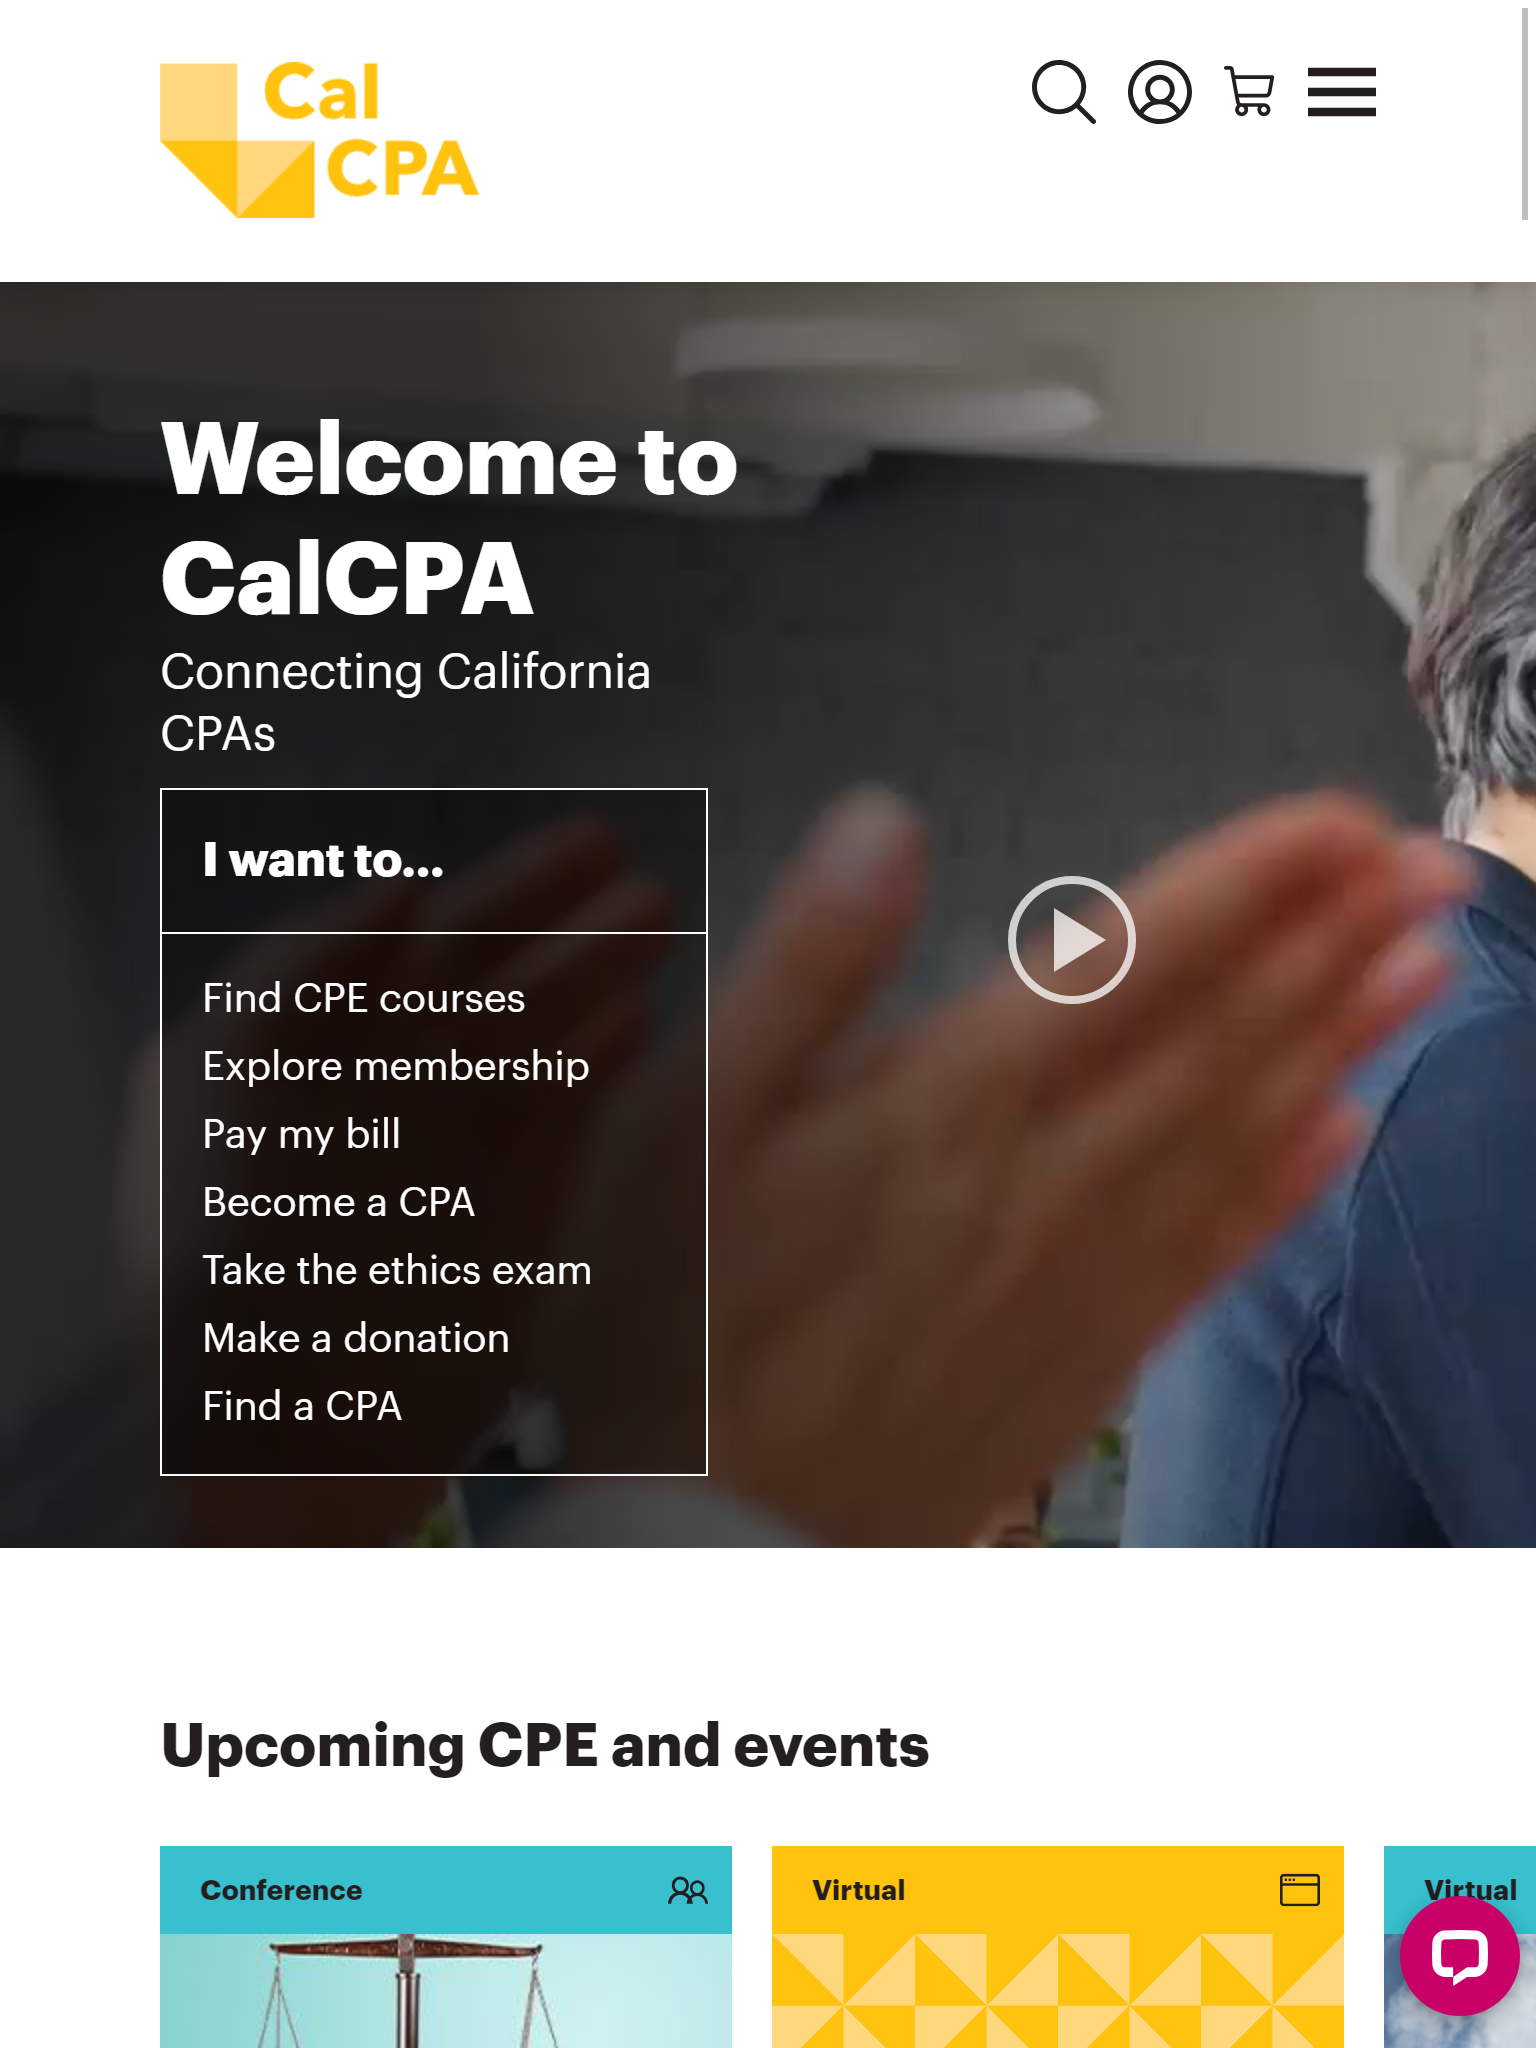 Cal
CPA
Welcome to
CalCPA
Connecting California
CPAs
I want to...
Find CPE courses
Explore membership
Pay my bill
Become a CPA
Take the ethics exam
Make a donation
Find a CPA
Upcoming CPE and events
Conference
Virtual
Virtual